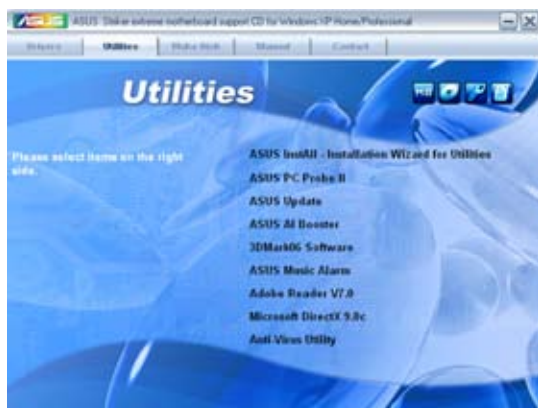 ASUS
ASUS Striker extreme motherboard support CD for Windows XP Home/Professional
Drivers Utilities Make Disk Manual Contact
Utilities
Please select items on the right
side.
ASUS InstAll - Installation Wizard for Utilities
ASUS PC Probe II
ASUS Update
ASUS AI Booster
3DMark06 Software
ASUS Music Alarm
Adobe Reader V7.0
Microsoft DirectX 9.0c
Anti-Virus Utility